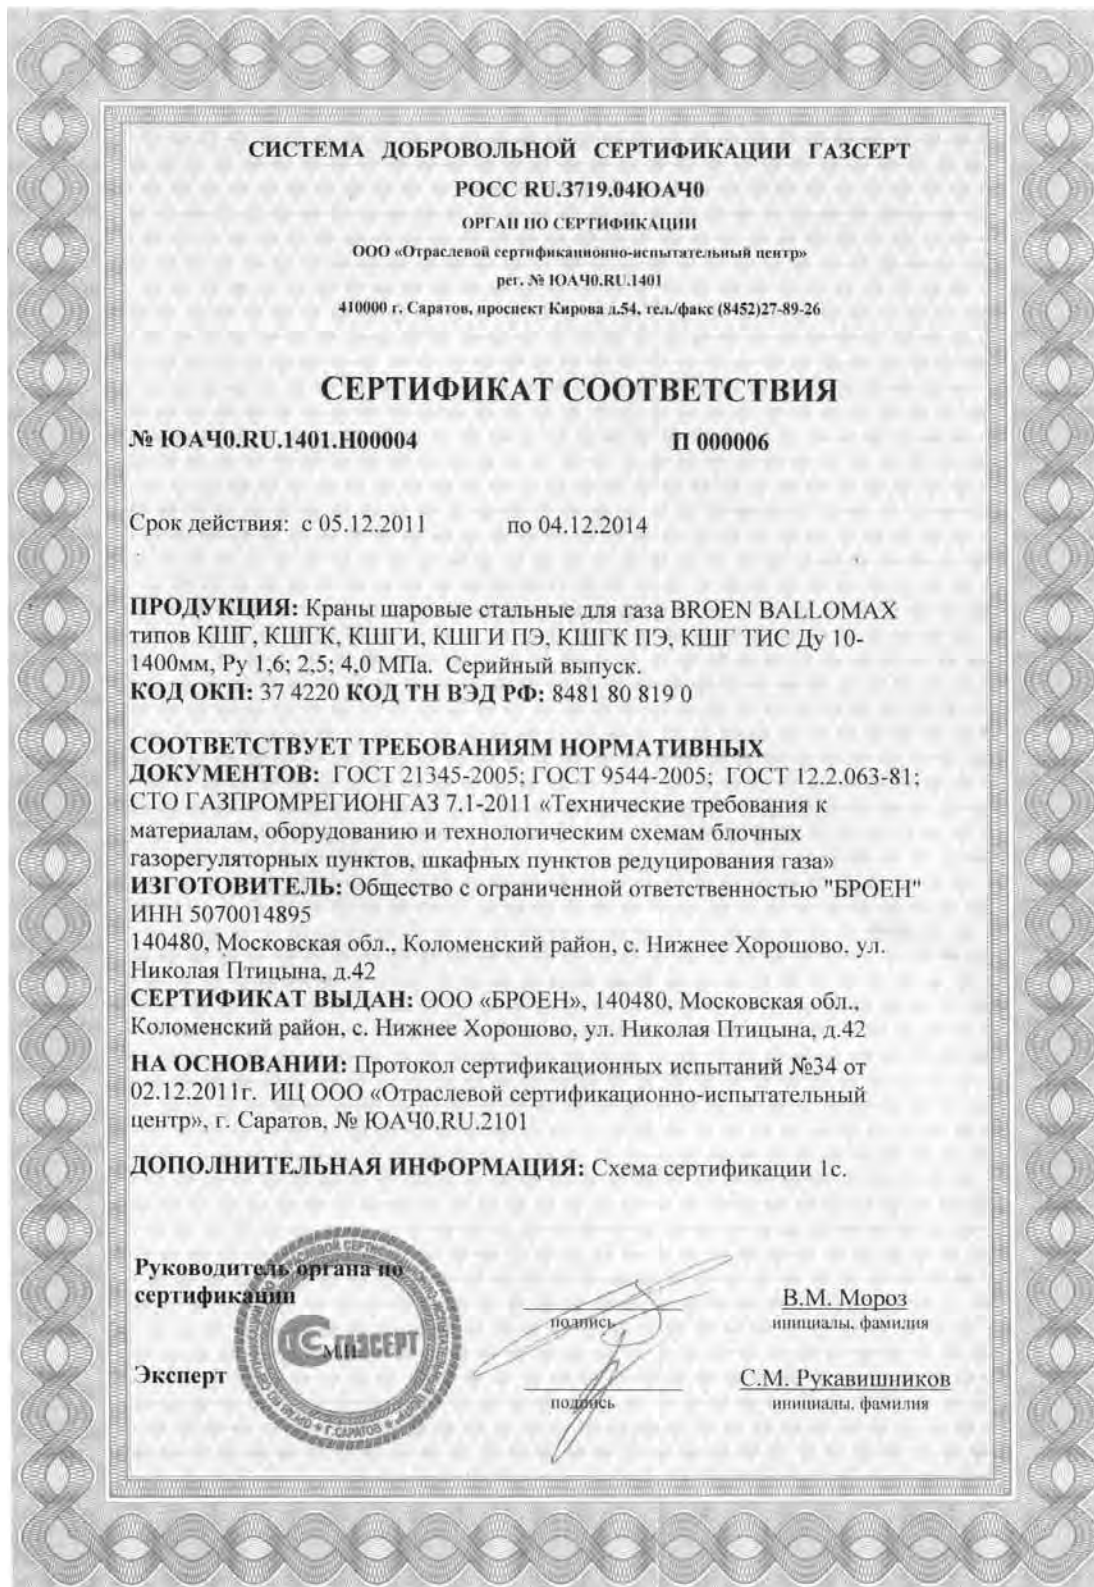 СИСТЕМА ДОБРОВОЛЬНОЙ СЕРТИФИКАЦИИ ГАЗСЕРТ
РОСС RU.З719.04ЮАЧ0
ОРГАН ПО СЕРТИФИКАЦИИ
ООО «Отраслевой сертификационно-испытательный центр»
рег. № ЮАЧ0.RU.1401
410000 г. Саратов, проспект Кирова д.54, тел./факс (8452)27-89-26
СЕРТИФИКАТ СООТВЕТСТВИЯ
№ ЮАЧ0.RU.1401.Н00004 П 000006
Срок действия: с 05.12.2011 по 04.12.2014
ПРОДУКЦИЯ: Краны шаровые стальные для газа BROEN BALLOMAX
типов КШГ, КШГК, КШГИ, КШГИ ПЭ, КШГК ПЭ, КШГ ТИС Ду 10-
1400мм, Ру 1,6; 2,5; 4,0 МПа. Серийный выпуск.
КОД ОКП: 37 4220 КОД ТН ВЭД РФ: 8481 80 819 0
СООТВЕТСТВУЕТ ТРЕБОВАНИЯМ НОРМАТИВНЫХ
ДОКУМЕНТОВ: ГОСТ 21345-2005; ГОСТ 9544-2005; ГОСТ 12.2.063-81;
СТО ГАЗПРОМРЕГИОНГАЗ 7.1-2011 «Технические требования к
материалам, оборудованию и технологическим схемам блочных
газорегуляторных пунктов, шкафных пунктов редуцирования газа»
ИЗГОТОВИТЕЛЬ: Общество с ограниченной ответственностью "БРОЕН"
ИНН 5070014895
140480, Московская обл., Коломенский район, с. Нижнее Хорошово, ул.
Николая Птицына, д.42
СЕРТИФИКАТ ВЫДАН: ООО «БРОЕН», 140480, Московская обл.,
Коломенский район, с. Нижнее Хорошово, ул. Николая Птицына, д.42
НА ОСНОВАНИИ: Протокол сертификационных испытаний №34 от
02.12.2011г. ИЦ ООО «Отраслевой сертификационно-испытательный
центр», г. Саратов, № ЮАЧ0.RU.2101
ДОПОЛНИТЕЛЬНАЯ ИНФОРМАЦИЯ: Схема сертификации 1с.
Руководитель органа по
сертификации
В.М. Мороз
подпись инициалы, фамилия
М.П.
ГАЗСЕРТ
Эксперт
С.М. Рукавишников
подпись инициалы, фамилия
Г.САРАТОВ